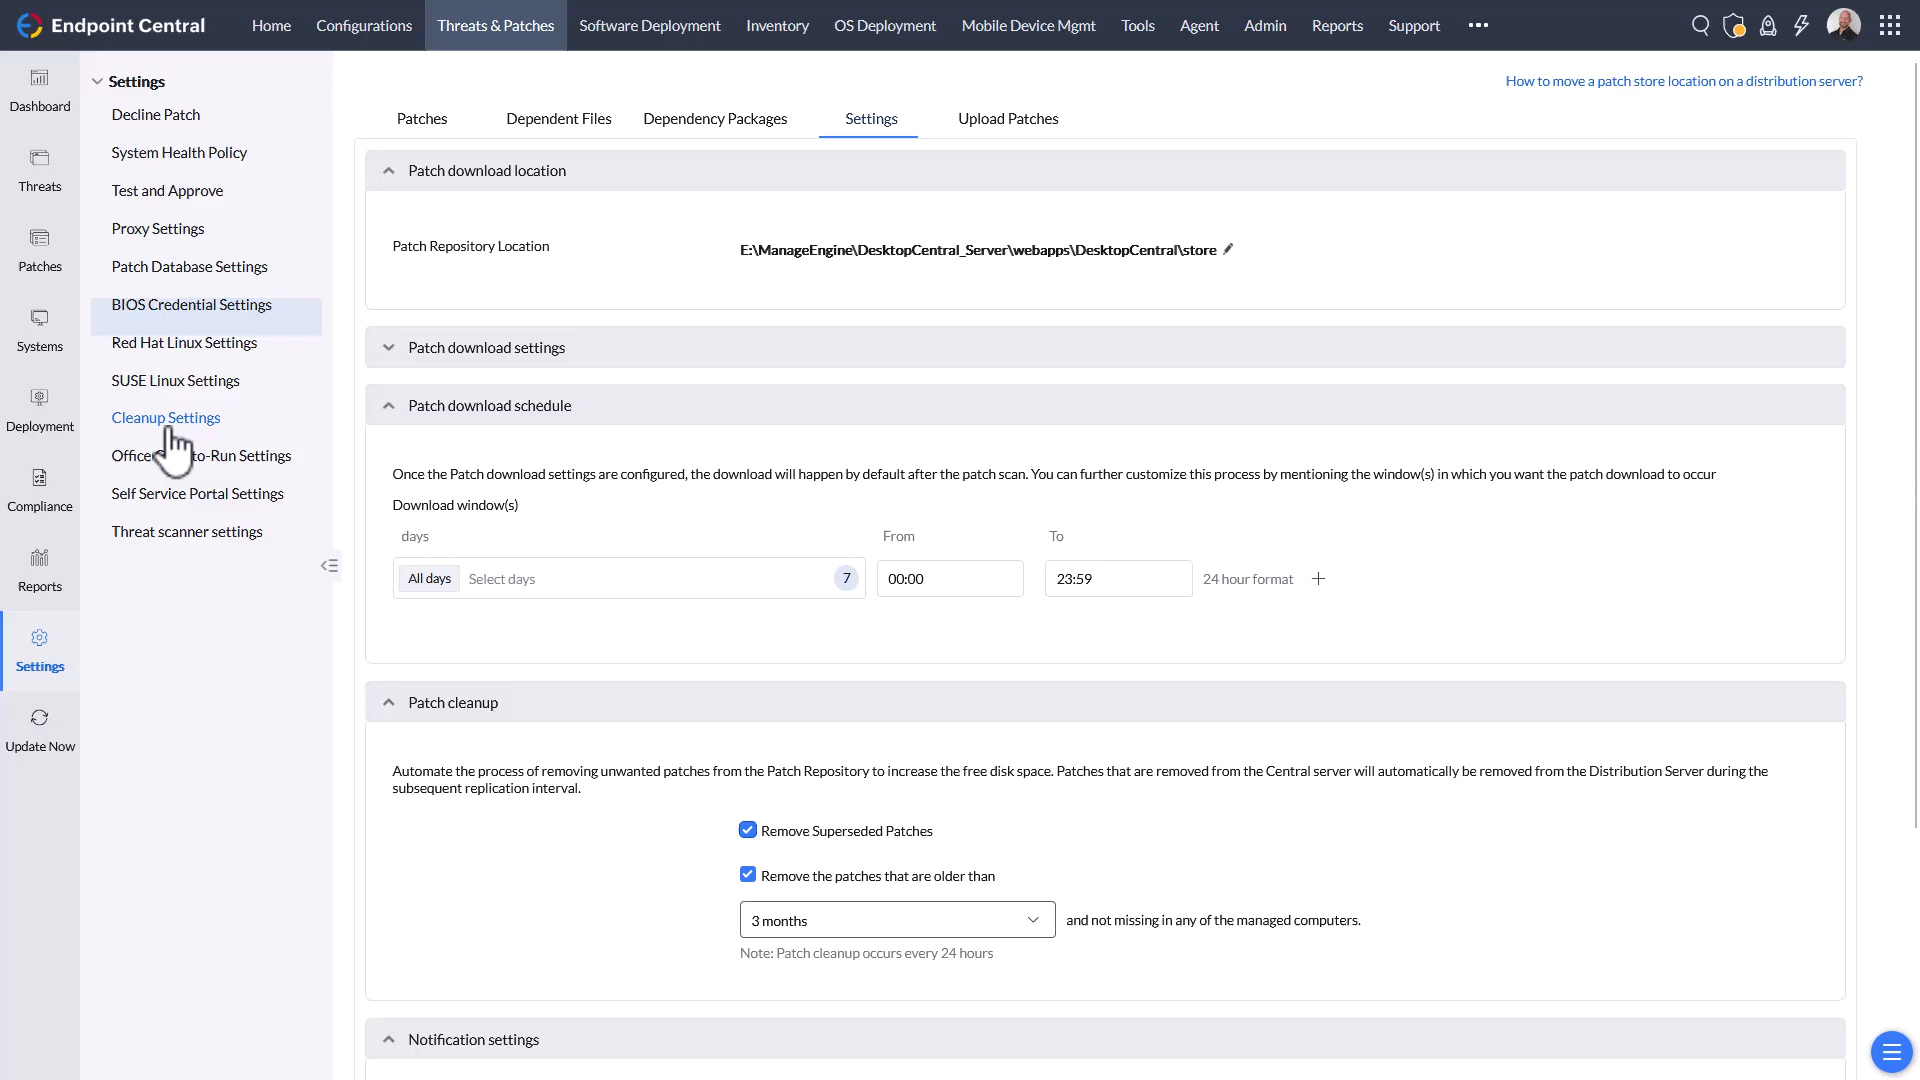 Endpoint Central
Home
Configurations
Threats & Patches
Software Deployment
Inventory
OS Deployment
Mobile Device Mgmt
Tools
Agent
Admin
Reports
Support
Dashboard
Threats
Patches
Systems
Deployment
Compliance
Reports
Settings
Update Now
Settings
Decline Patch
System Health Policy
Test and Approve
Proxy Settings
Patch Database Settings
BIOS Credential Settings
Red Hat Linux Settings
SUSE Linux Settings
Cleanup Settings
Office to-Run Settings
Self Service Portal Settings
Threat scanner settings
How to move a patch store location on a distribution server?
Patches
Dependent Files
Dependency Packages
Settings
Upload Patches
Patch download location
Patch Repository Location
E:\ManageEngine\DesktopCentral_Server\webapps\DesktopCentral\store
Patch download settings
Patch download schedule
Once the Patch download settings are configured, the download will happen by default after the patch scan. You can further customize this process by mentioning the window(s) in which you want the patch download to occur
Download window(s)
days
From
To
All days
Select days
7
00:00
23:59
24 hour format
Patch cleanup
Automate the process of removing unwanted patches from the Patch Repository to increase the free disk space. Patches that are removed from the Central server will automatically be removed from the Distribution Server during the
subsequent replication interval.
Remove Superseded Patches
Remove the patches that are older than
3 months
and not missing in any of the managed computers.
Note: Patch cleanup occurs every 24 hours
Notification settings